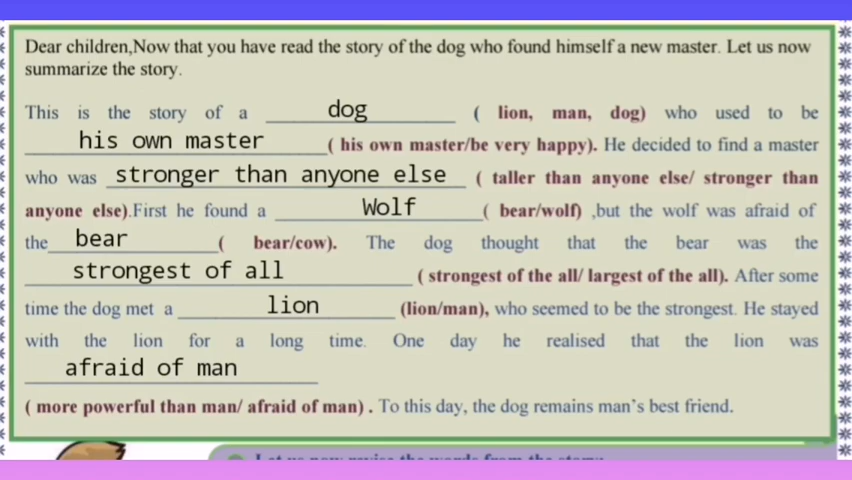 Dear children,Now that you have read the story of the dog who found himself a new master. Let us now
summarize the story.
This is the story of a dog ( lion, man, dog) who used to be
his own master ( his own master/be very happy). He decided to find a master
who was stronger than anyone else ( taller than anyone else/ stronger than
anyone else).First he found a Wolf ( bear/wolf) ,but the wolf was afraid of
the bear ( bear/cow). The dog thought that the bear was the
strongest of all ( strongest of the all/ largest of the all). After some
time the dog met a lion (lion/man), who seemed to be the strongest. He stayed
with the lion for a long time. One day he realised that the lion was
afraid of man
( more powerful than man/ afraid of man) . To this day, the dog remains man's best friend.